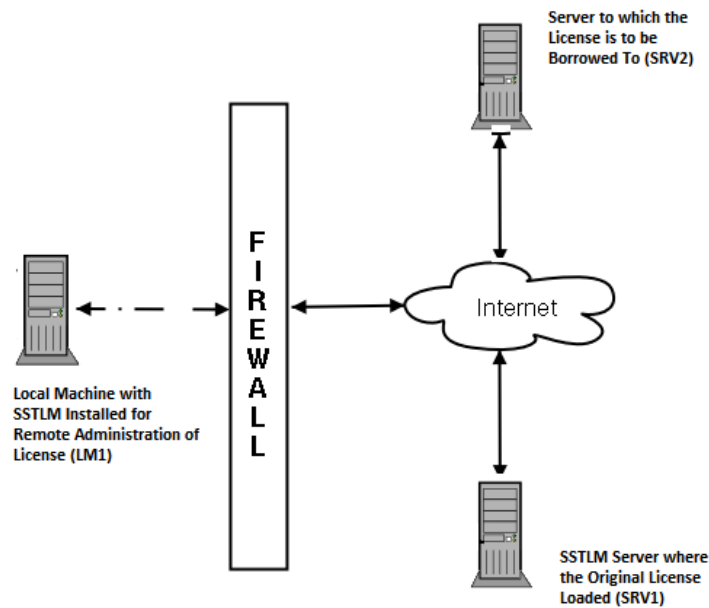 Server to which the
License is to be
Borrowed To (SRV2)
FIREWALL
Internet
Local Machine with
SSTLM Installed for
Remote Administration of
License (LM1)
SSTLM Server where
the Original License
Loaded (SRV1)